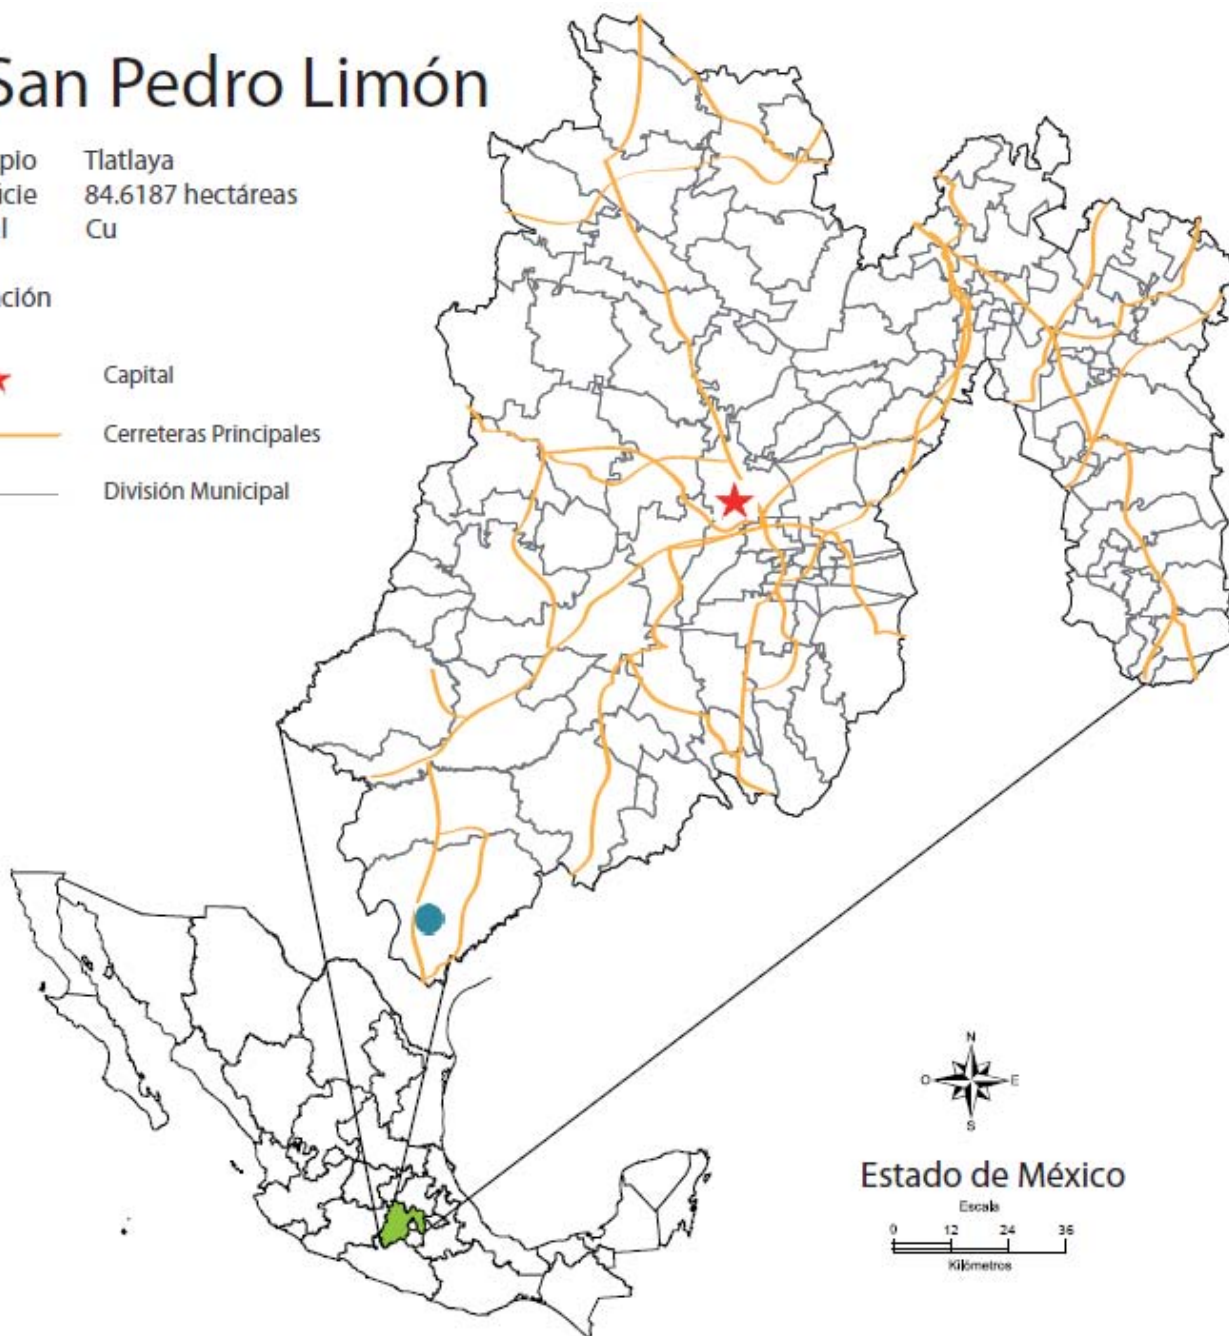 San Pedro Limón
pio Tlatlaya
icie 84.6187 hectáreas
l Cu
ación
Capital
Cerreteras Principales
División Municipal
N
O E
S
Estado de México
Escala
0 12 24 36
Kilómetros